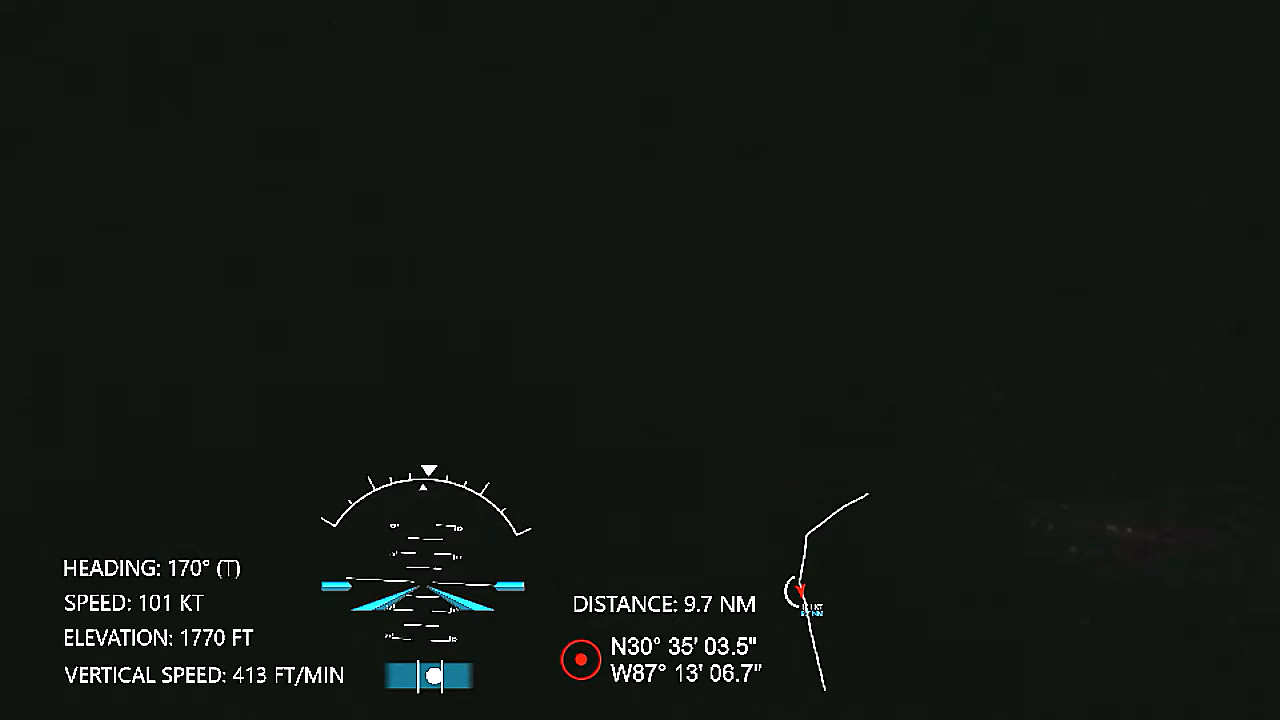 HEADING: 170° (T)
SPEED: 101 KT
ELEVATION: 1770 FT
VERTICAL SPEED: 413 FT/MIN
DISTANCE: 9.7 NM
N30° 35' 03.5"
W87° 13' 06.7"